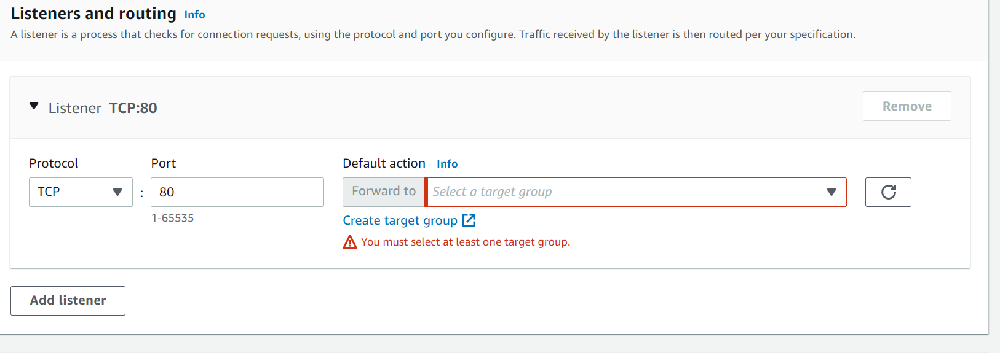 Listeners and routing Info
A listener is a process that checks for connection requests, using the protocol and port you configure. Traffic received by the listener is then routed per your specification.
Listener TCP:80
Remove
Protocol
Port
Default action Info
TCP
:
80
Forward to
Select a target group
1-65535
Create target group
You must select at least one target group.
Add listener